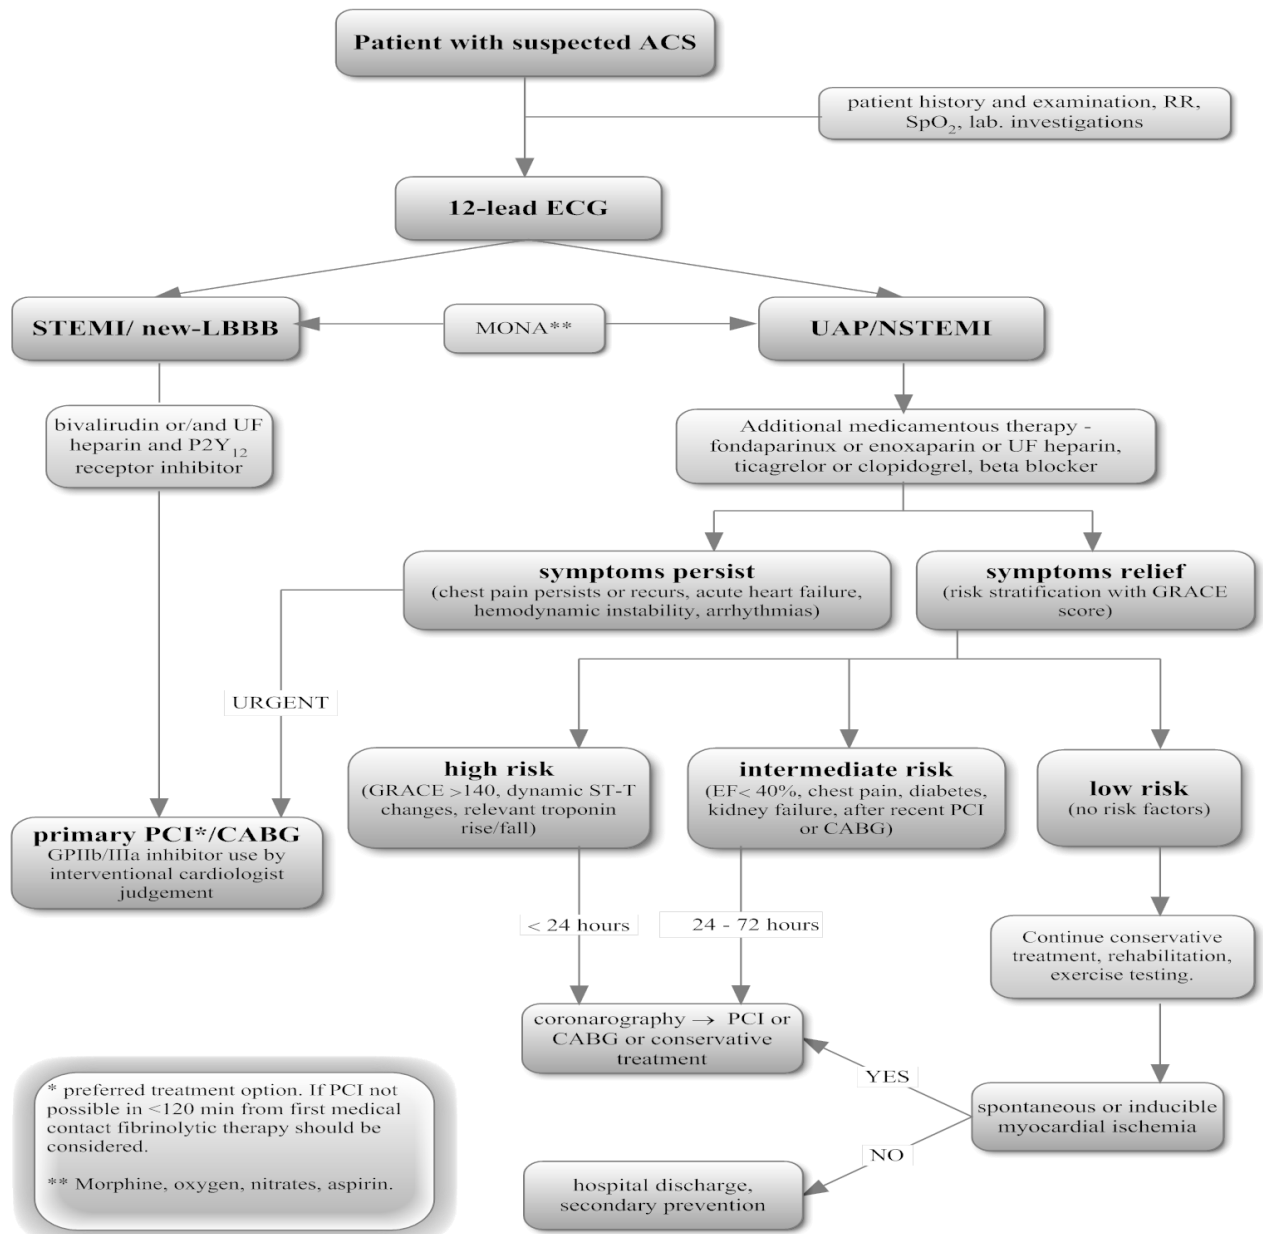 Patient with suspected ACS
patient history and examination, RR,
SpO₂, lab. investigations
12-lead ECG
STEMI/ new-LBBB
MONA**
UAP/NSTEMI
bivalirudin or/and UF
heparin and P2Y₁₂
receptor inhibitor
Additional medicamentous therapy -
fondaparinux or enoxaparin or UF heparin,
ticagrelor or clopidogrel, beta blocker
symptoms persist
(chest pain persists or recurs, acute heart failure,
hemodynamic instability, arrhythmias)
symptoms relief
(risk stratification with GRACE
score)
URGENT
high risk
(GRACE >140, dynamic ST-T
changes, relevant troponin
rise/fall)
intermediate risk
(EF< 40%, chest pain, diabetes,
kidney failure, after recent PCI
or CABG)
low risk
(no risk factors)
primary PCI*/CABG
GPIIb/IIIa inhibitor use by
interventional cardiologist
judgement
< 24 hours
24 - 72 hours
Continue conservative
treatment, rehabilitation,
exercise testing.
coronarography → PCI or
CABG or conservative
treatment
YES
spontaneous or inducible
myocardial ischemia
NO
hospital discharge,
secondary prevention
* preferred treatment option. If PCI not
possible in <120 min from first medical
contact fibrinolytic therapy should be
considered.
** Morphine, oxygen, nitrates, aspirin.